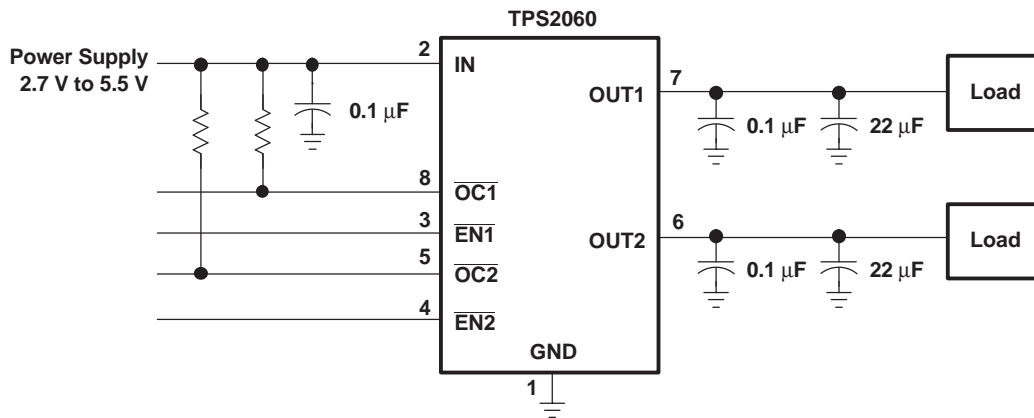 TPS2060
Power Supply
2.7 V to 5.5 V
2
IN
0.1 μF
OUT1
7
0.1 μF
22 μF
Load
8
OC1
3
EN1
5
OC2
4
EN2
OUT2
6
0.1 μF
22 μF
Load
GND
1